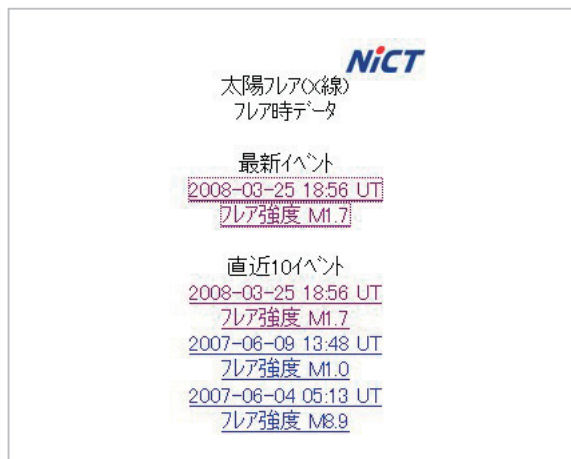 NiCT
太陽ﾌﾚｱ(X線)
ﾌﾚｱ時ﾃﾞｰﾀ
最新ｲﾍﾞﾝﾄ
2008-03-25 18:56 UT
ﾌﾚｱ強度 M1.7
直近10ｲﾍﾞﾝﾄ
2008-03-25 18:56 UT
ﾌﾚｱ強度 M1.7
2007-06-09 13:48 UT
ﾌﾚｱ強度 M1.0
2007-06-04 05:13 UT
ﾌﾚｱ強度 M8.9